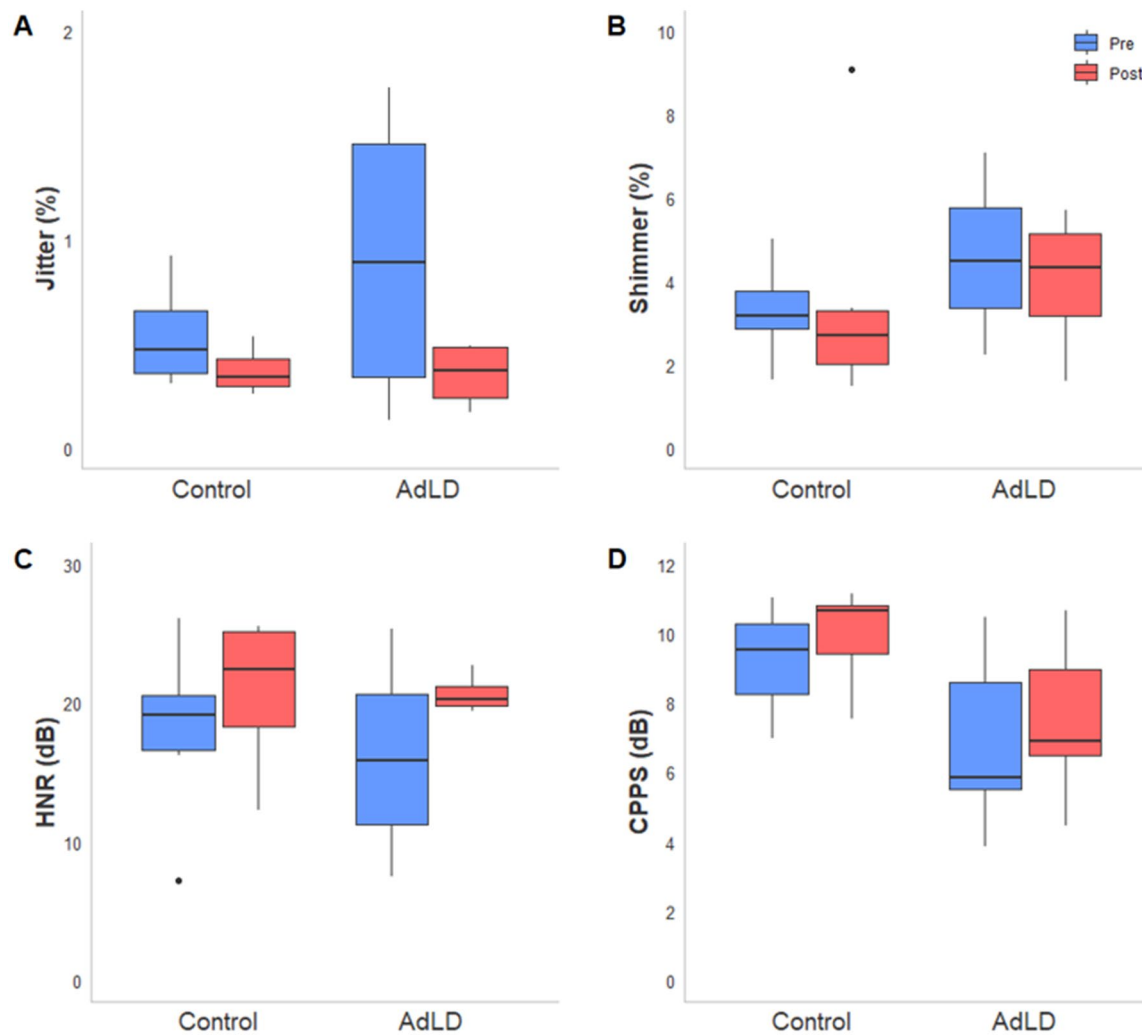 A
2
Jitter (%)
1
0
Control AdLD
B
10
Pre
Post
8
6
Shimmer (%)
4
2
0
Control AdLD
C
30
20
HNR (dB)
10
0
Control AdLD
D
12
10
8
CPPS (dB)
6
4
2
0
Control AdLD